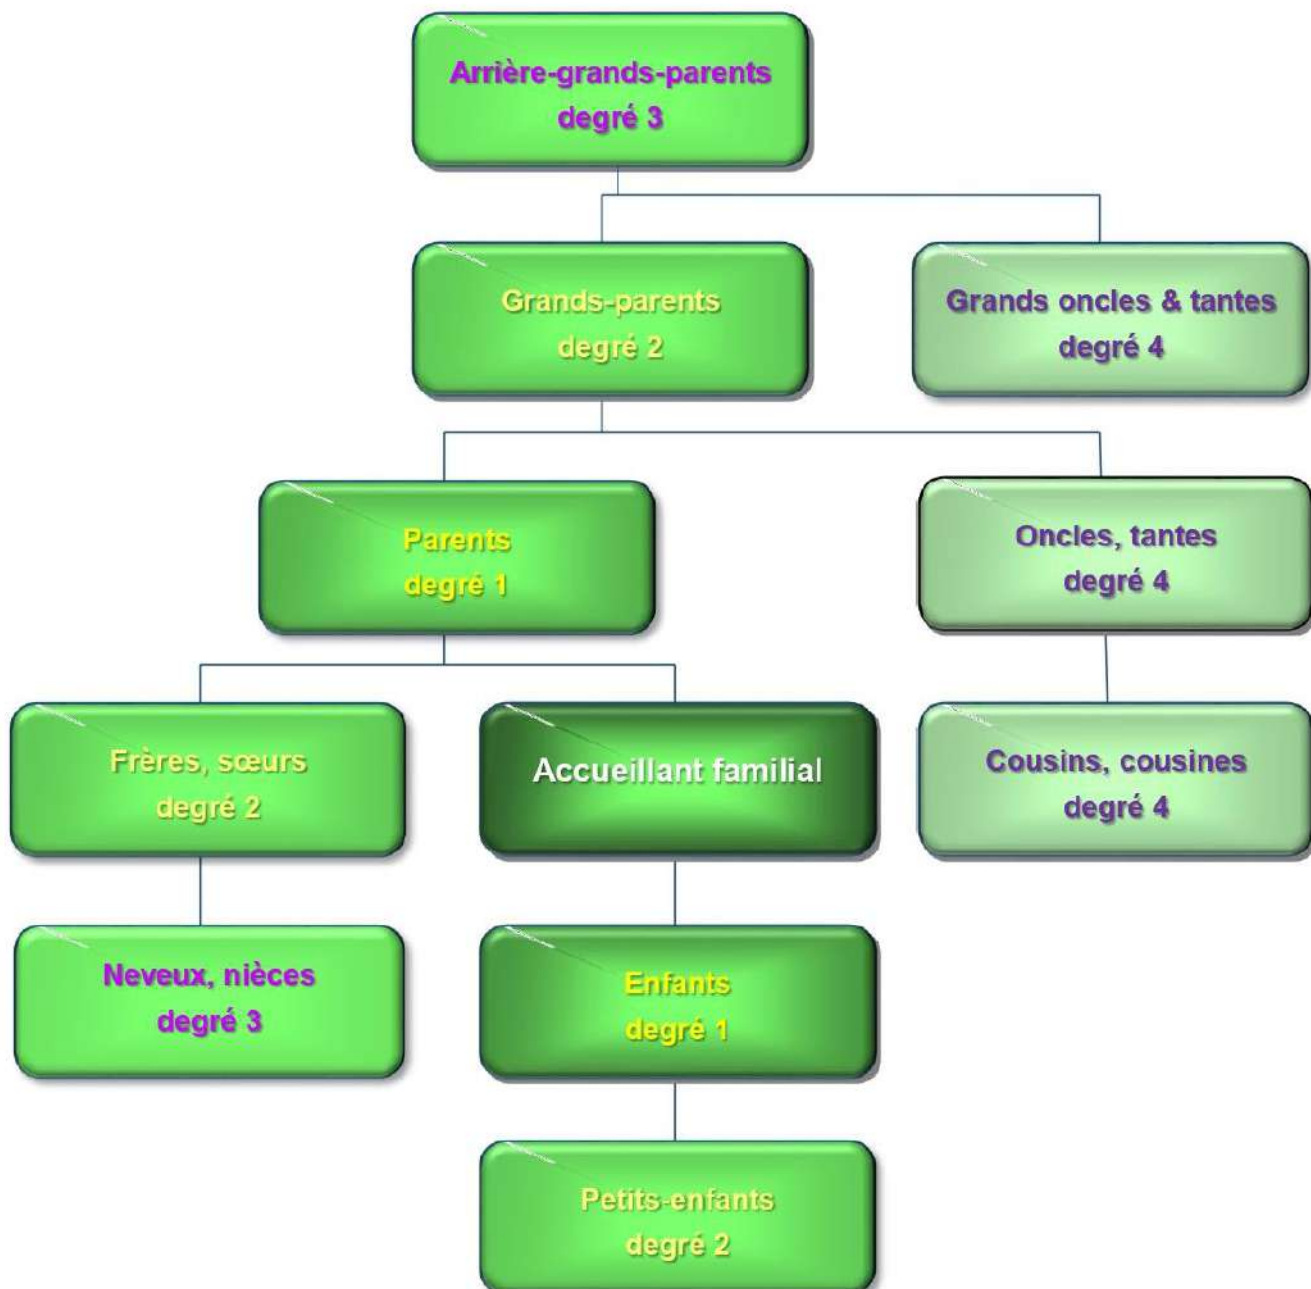 Arrière-grands-parents
degré 3
Grands-parents
degré 2
Grands oncles & tantes
degré 4
Parents
degré 1
Oncles, tantes
degré 4
Frères, sœurs
degré 2
Accueillant familial
Cousins, cousines
degré 4
Neveux, nièces
degré 3
Enfants
degré 1
Petits-enfants
degré 2